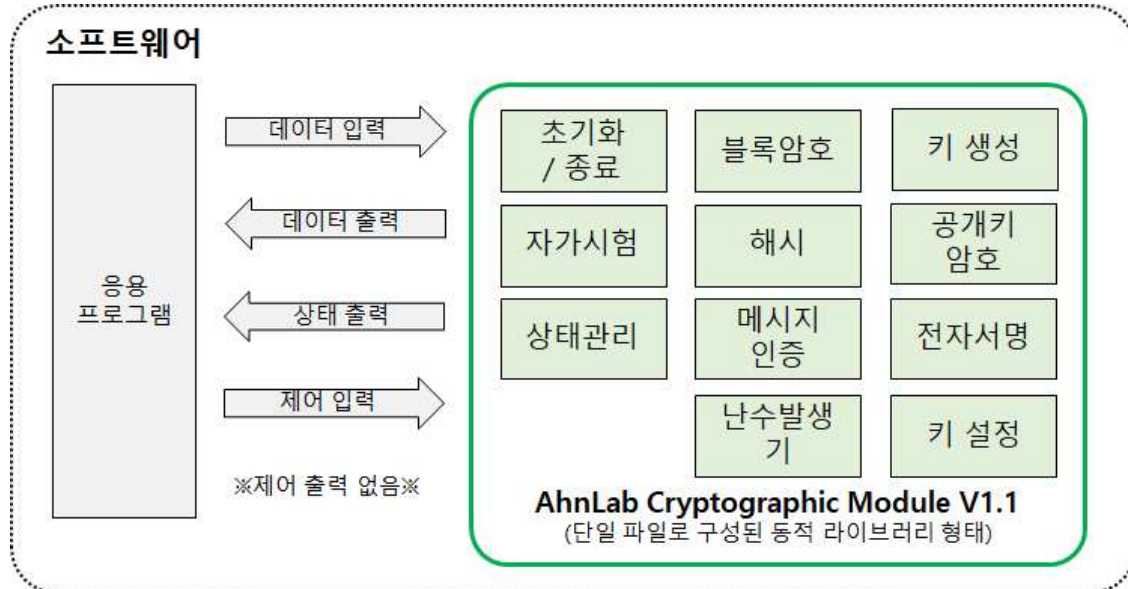 소프트웨어
응용
프로그램
데이터 입력
데이터 출력
상태 출력
제어 입력
※제어 출력 없음※
초기화
/ 종료
블록암호
키 생성
자가시험
해시
공개키
암호
상태관리
메시지
인증
전자서명
난수발생
기
키 설정
AhnLab Cryptographic Module V1.1
(단일 파일로 구성된 동적 라이브러리 형태)